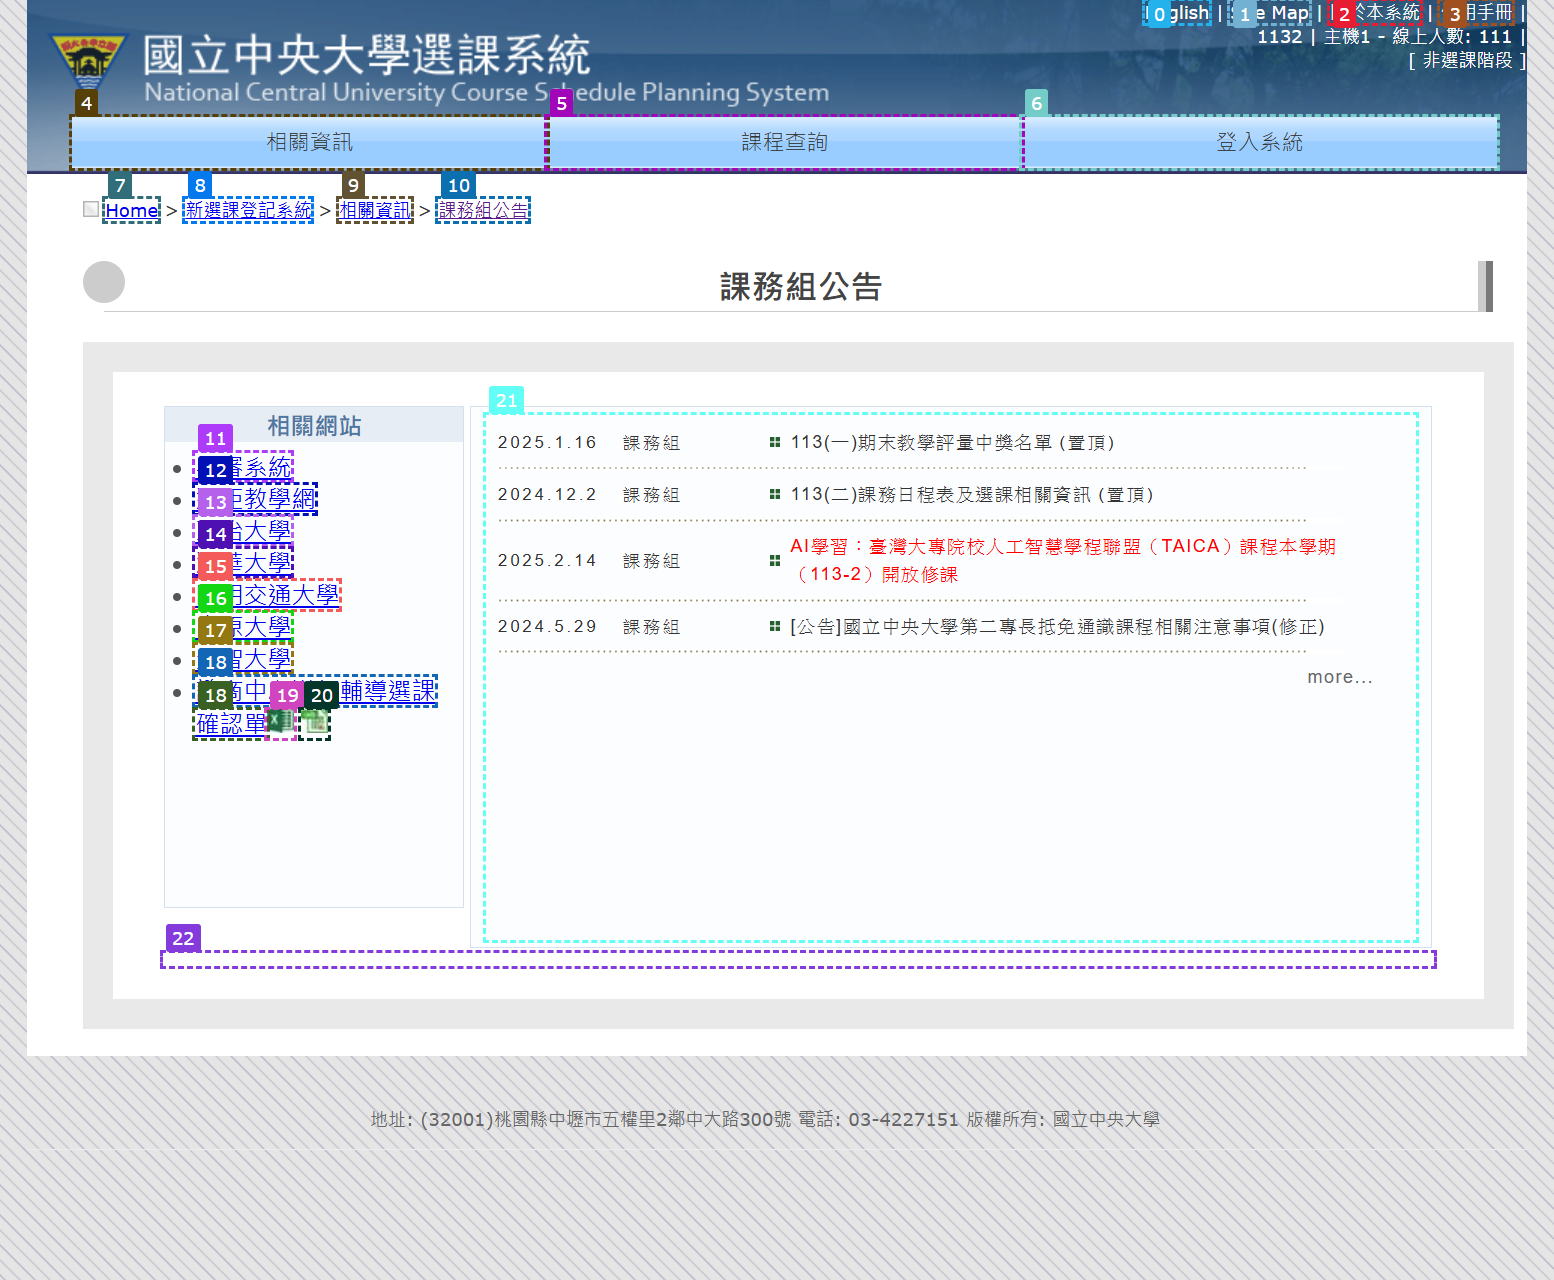 English | Site Map | 於本系統 | 用手冊 |
1132 | 主機1 - 線上人數: 111 |
[ 非選課階段 ]
國立中央大學選課系統
National Central University Course Schedule Planning System
相關資訊
課程查詢
登入系統
Home > 新選課登記系統 > 相關資訊 > 課務組公告
課務組公告
相關網站
系統
教學網
大學
大學
交通大學
大學
大學
輔導選課
確認單
2025.1.16 課務組 113(一)期末教學評量中獎名單 (置頂)
2024.12.2 課務組 113(二)課務日程表及選課相關資訊 (置頂)
2025.2.14 課務組 AI學習：臺灣大專院校人工智慧學程聯盟（TAICA）課程本學期
（113-2）開放修課
2024.5.29 課務組 [公告]國立中央大學第二專長抵免通識課程相關注意事項(修正)
more...
地址: (32001)桃園縣中壢市五權里2鄰中大路300號 電話: 03-4227151 版權所有: 國立中央大學
0
1
2
3
4
5
6
7
8
9
10
11
12
13
14
15
16
17
18
18
19
20
21
22